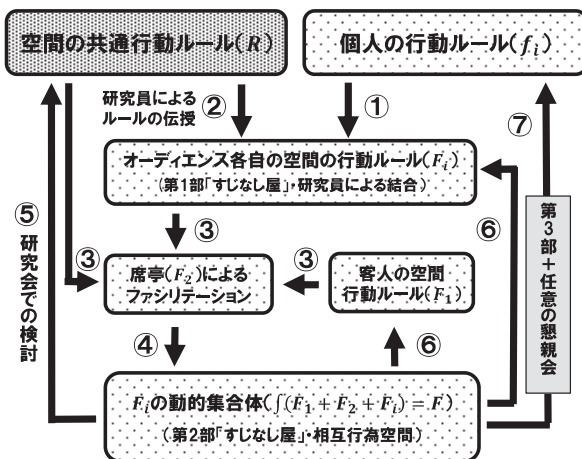 空間の共通行動ルール(R)
個人の行動ルール(fᵢ)
研究員による
ルールの伝授
②
①
⑦
オーディエンス各自の空間の行動ルール(Fᵢ)
(第1部「すじなし屋」・研究員による結合)
⑤
研究会での検討
③
③
③
⑥
第3部+任意の懇親会
席亭(F₂)による
ファシリテーション
客人の空間
行動ルール(F₁)
④
⑥
Fᵢの動的集合体(∫(F₁ + F₂ + Fᵢ) = F)
(第2部「すじなし屋」・相互行為空間)